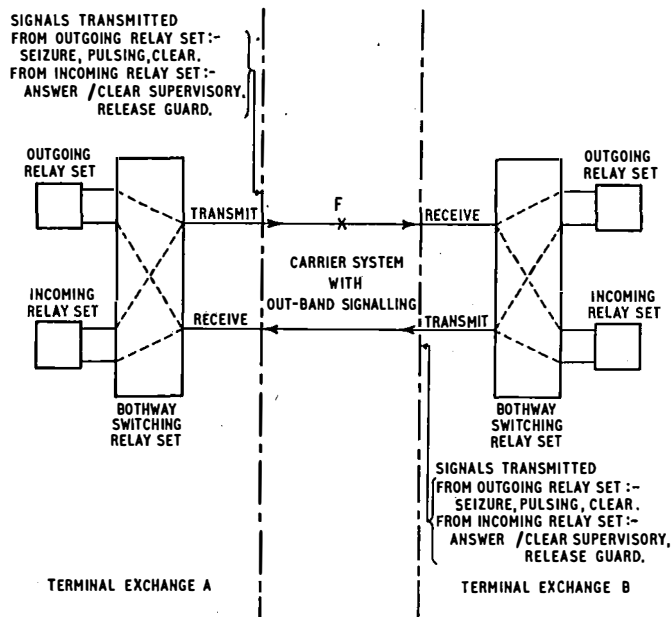 SIGNALS TRANSMITTED
FROM OUTGOING RELAY SET:-
SEIZURE, PULSING, CLEAR.
FROM INCOMING RELAY SET:-
ANSWER / CLEAR SUPERVISORY.
RELEASE GUARD.
OUTGOING
RELAY SET
OUTGOING
RELAY SET
TRANSMIT
F
RECEIVE
CARRIER SYSTEM
WITH
OUT-BAND SIGNALLING
INCOMING
RELAY SET
INCOMING
RELAY SET
RECEIVE
TRANSMIT
BOTHWAY
SWITCHING
RELAY SET
BOTHWAY
SWITCHING
RELAY SET
SIGNALS TRANSMITTED
FROM OUTGOING RELAY SET:-
SEIZURE, PULSING, CLEAR.
FROM INCOMING RELAY SET:-
ANSWER / CLEAR SUPERVISORY,
RELEASE GUARD.
TERMINAL EXCHANGE A
TERMINAL EXCHANGE B